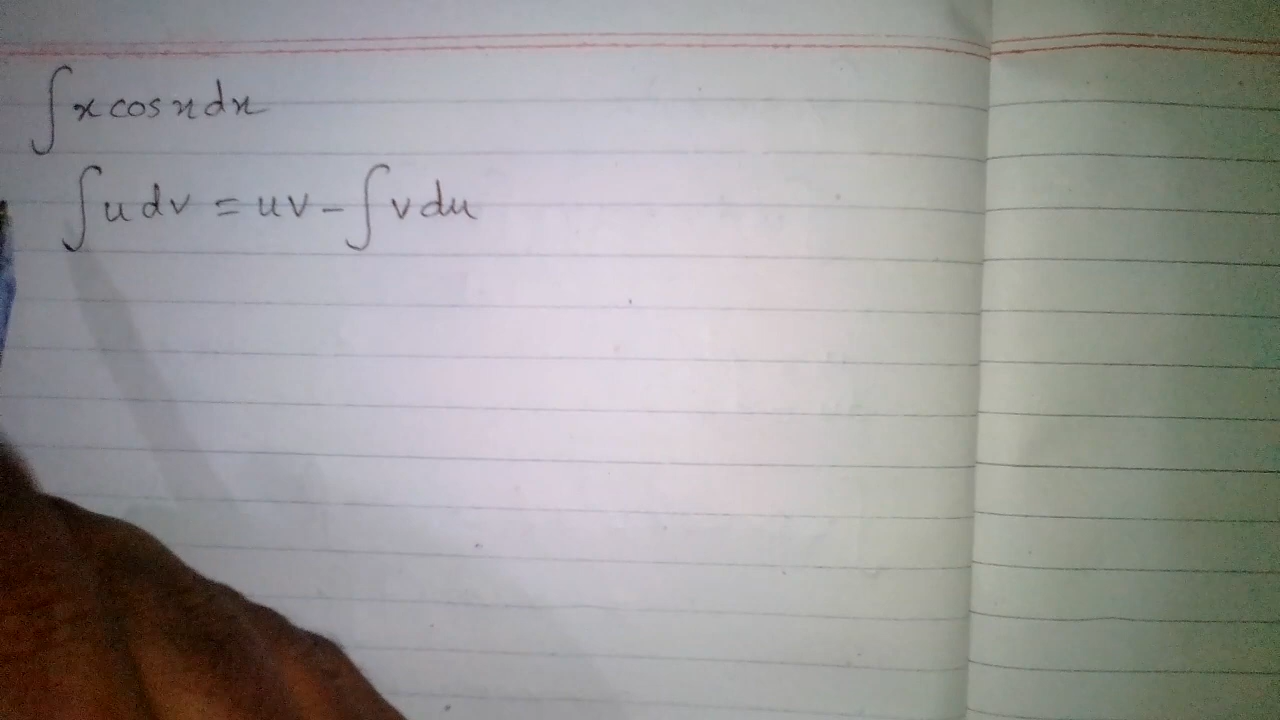 ∫x cos x dx
∫u dv = uv - ∫v du